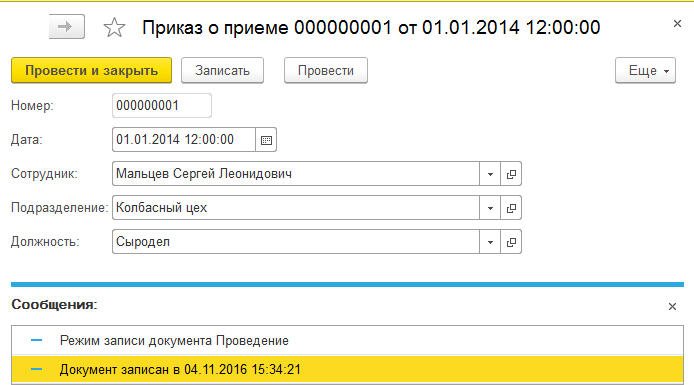 Приказ о приеме 000000001 от 01.01.2014 12:00:00
Провести и закрыть Записать Провести Еще
Номер: 000000001
Дата: 01.01.2014 12:00:00
Сотрудник: Мальцев Сергей Леонидович
Подразделение: Колбасный цех
Должность: Сыродел
Сообщения:
Режим записи документа Проведение
Документ записан в 04.11.2016 15:34:21